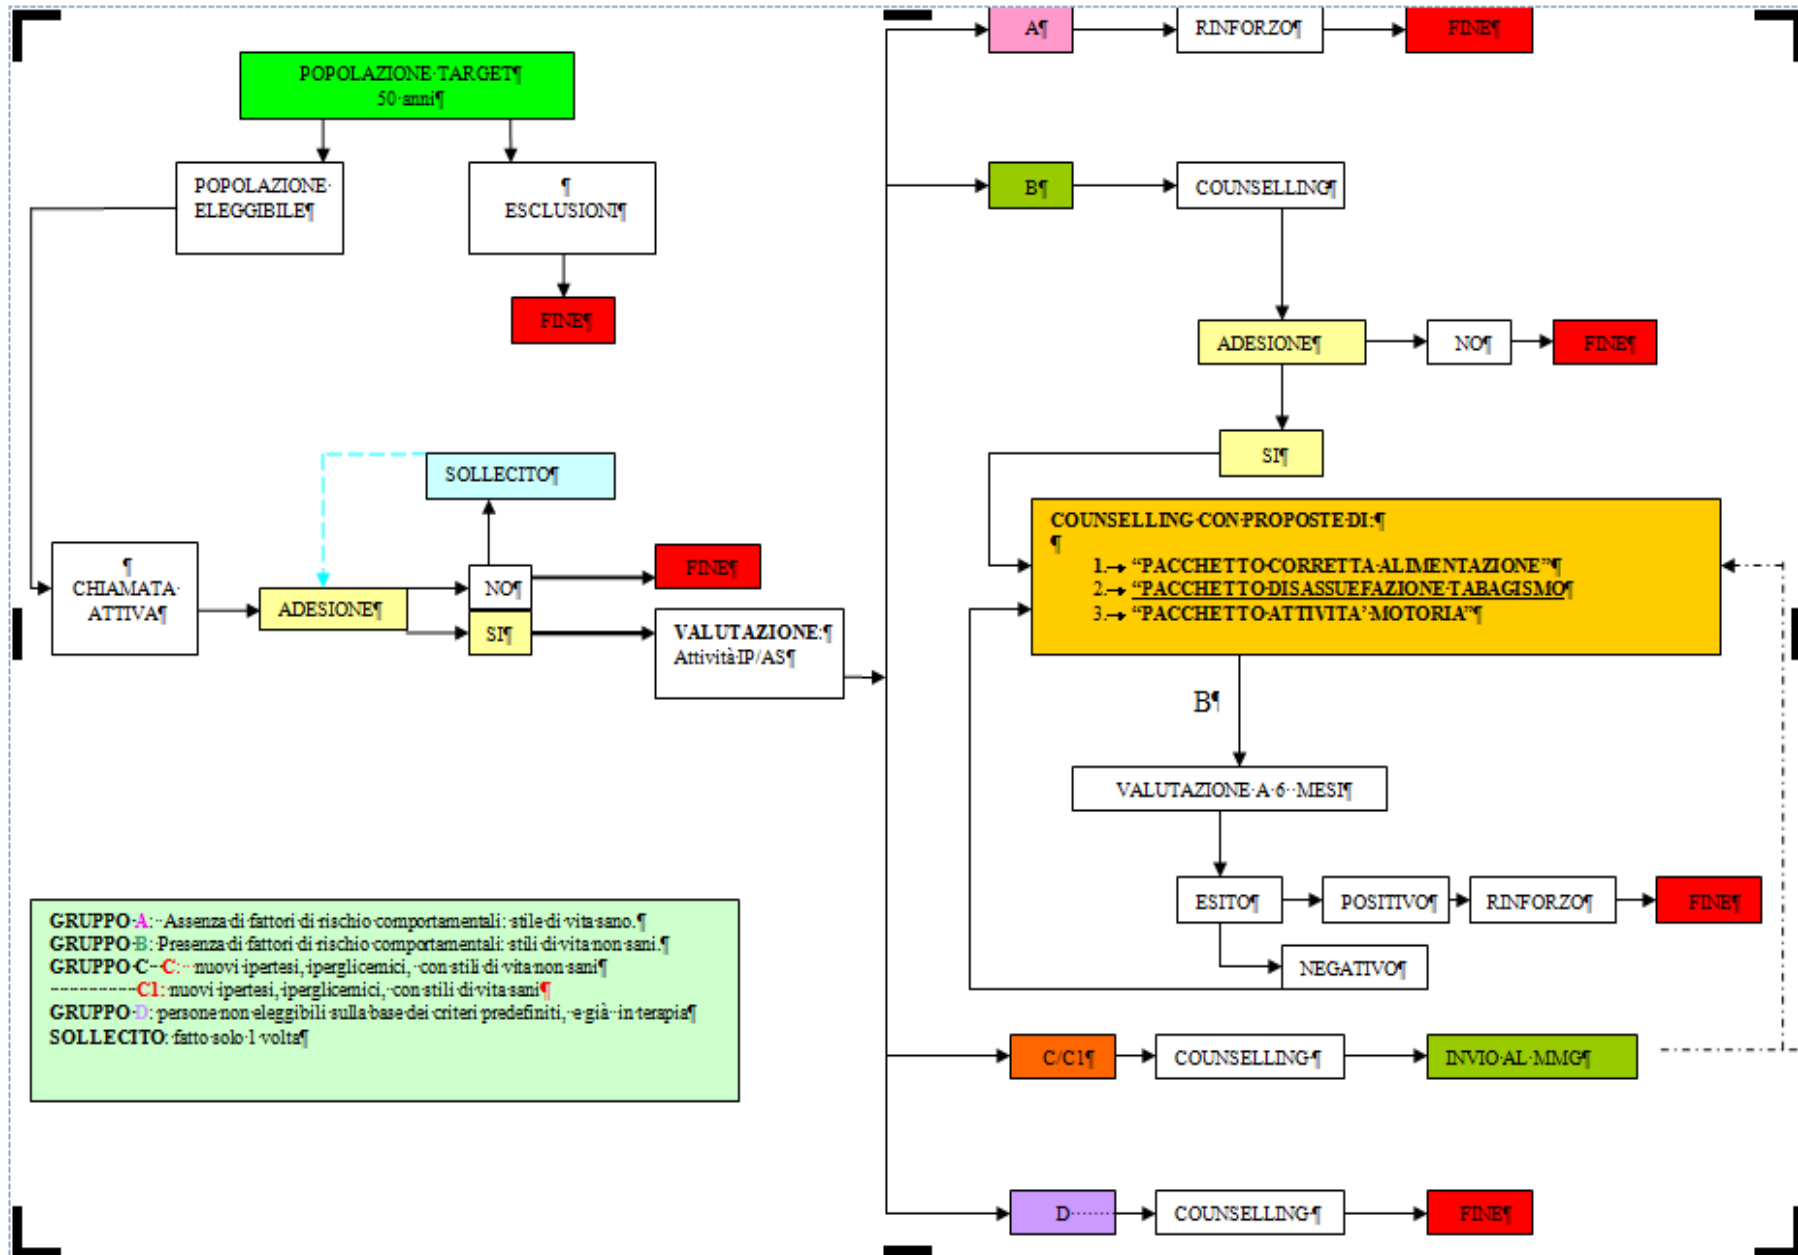 POPOLAZIONE TARGET¶
50 anni¶
POPOLAZIONE
ELEGGIBILE¶
¶
ESCLUSIONI¶
FINE¶
SOLLECITO¶
¶
CHIAMATA
ATTIVA¶
ADESIONE¶
NO¶
SI¶
FINE¶
VALUTAZIONE:¶
Attività IP/AS¶
GRUPPO A: Assenza di fattori di rischio comportamentali: stile di vita sano.¶
GRUPPO B: Presenza di fattori di rischio comportamentali: stili di vita non sani.¶
GRUPPO C C: nuovi ipertesi, iperglicemici, con stili di vita non sani¶
C1: nuovi ipertesi, iperglicemici, con stili di vita sani¶
GRUPPO D: persone non eleggibili sulla base dei criteri predefiniti, e già in terapia¶
SOLLECITO: fatto solo 1 volta¶
A¶
RINFORZO¶
FINE¶
B¶
COUNSELLING¶
ADESIONE¶
NO¶
FINE¶
SI¶
COUNSELLING CON PROPOSTE DI:¶
¶
1.→ “PACCHETTO CORRETTA ALIMENTAZIONE”¶
2.→ “PACCHETTO DISASSUEFAZIONE TABAGISMO¶
3.→ “PACCHETTO ATTIVITA’ MOTORIA”¶
B¶
VALUTAZIONE A 6 MESI¶
ESITO¶
POSITIVO¶
RINFORZO¶
FINE¶
NEGATIVO¶
C/C1¶
COUNSELLING¶
INVIO AL MMG¶
D
COUNSELLING¶
FINE¶